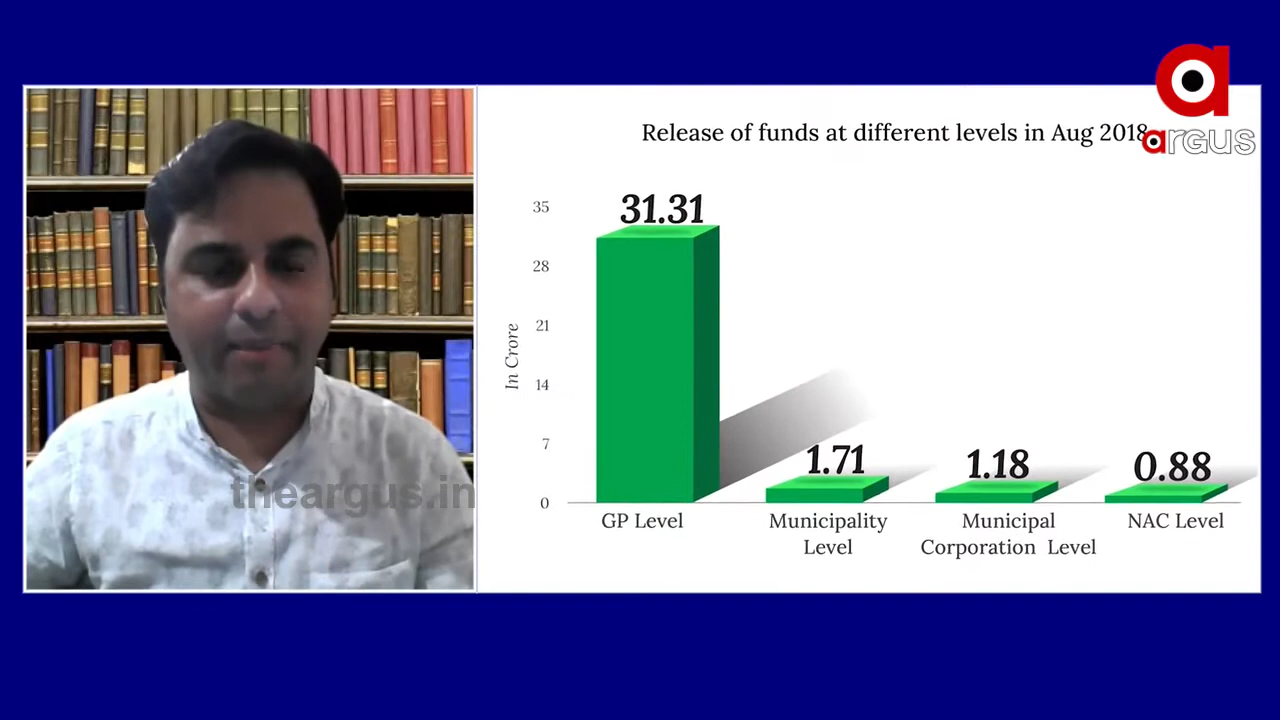 argus
Release of funds at different levels in Aug 2018
In Crore
35
28
21
14
7
0
31.31
1.71
1.18
0.88
GP Level
Municipality
Level
Municipal
Corporation Level
NAC Level
theargus.in